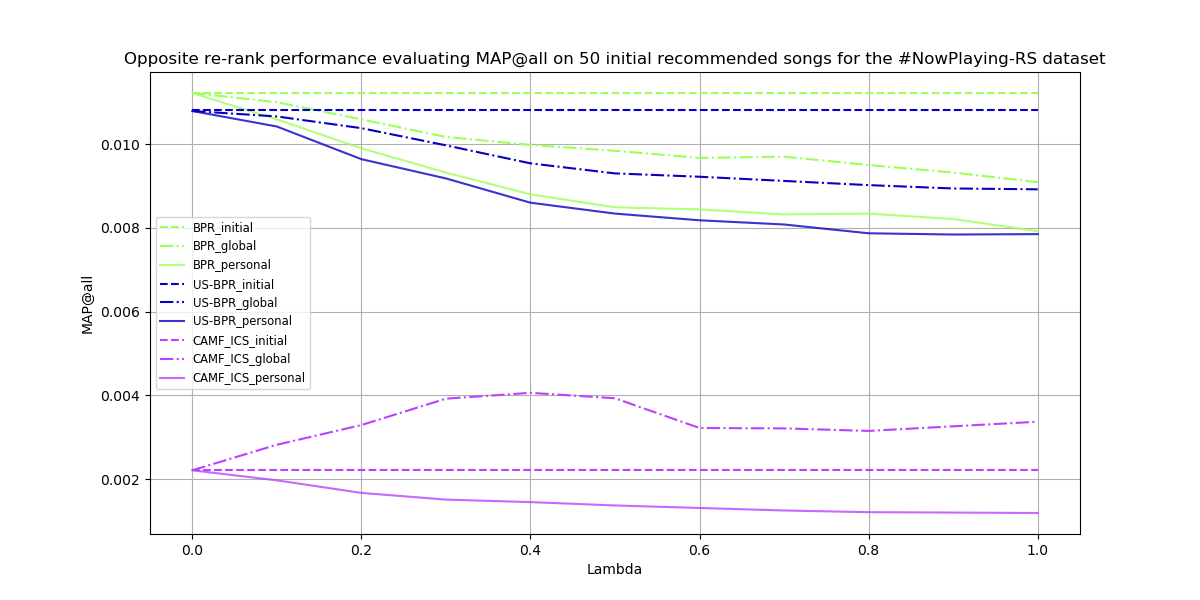 Opposite re-rank performance evaluating MAP@all on 50 initial recommended songs for the #NowPlaying-RS dataset
MAP@all
0.010
0.008
0.006
0.004
0.002
BPR_initial
BPR_global
BPR_personal
US-BPR_initial
US-BPR_global
US-BPR_personal
CAMF_ICS_initial
CAMF_ICS_global
CAMF_ICS_personal
0.0 0.2 0.4 0.6 0.8 1.0
Lambda